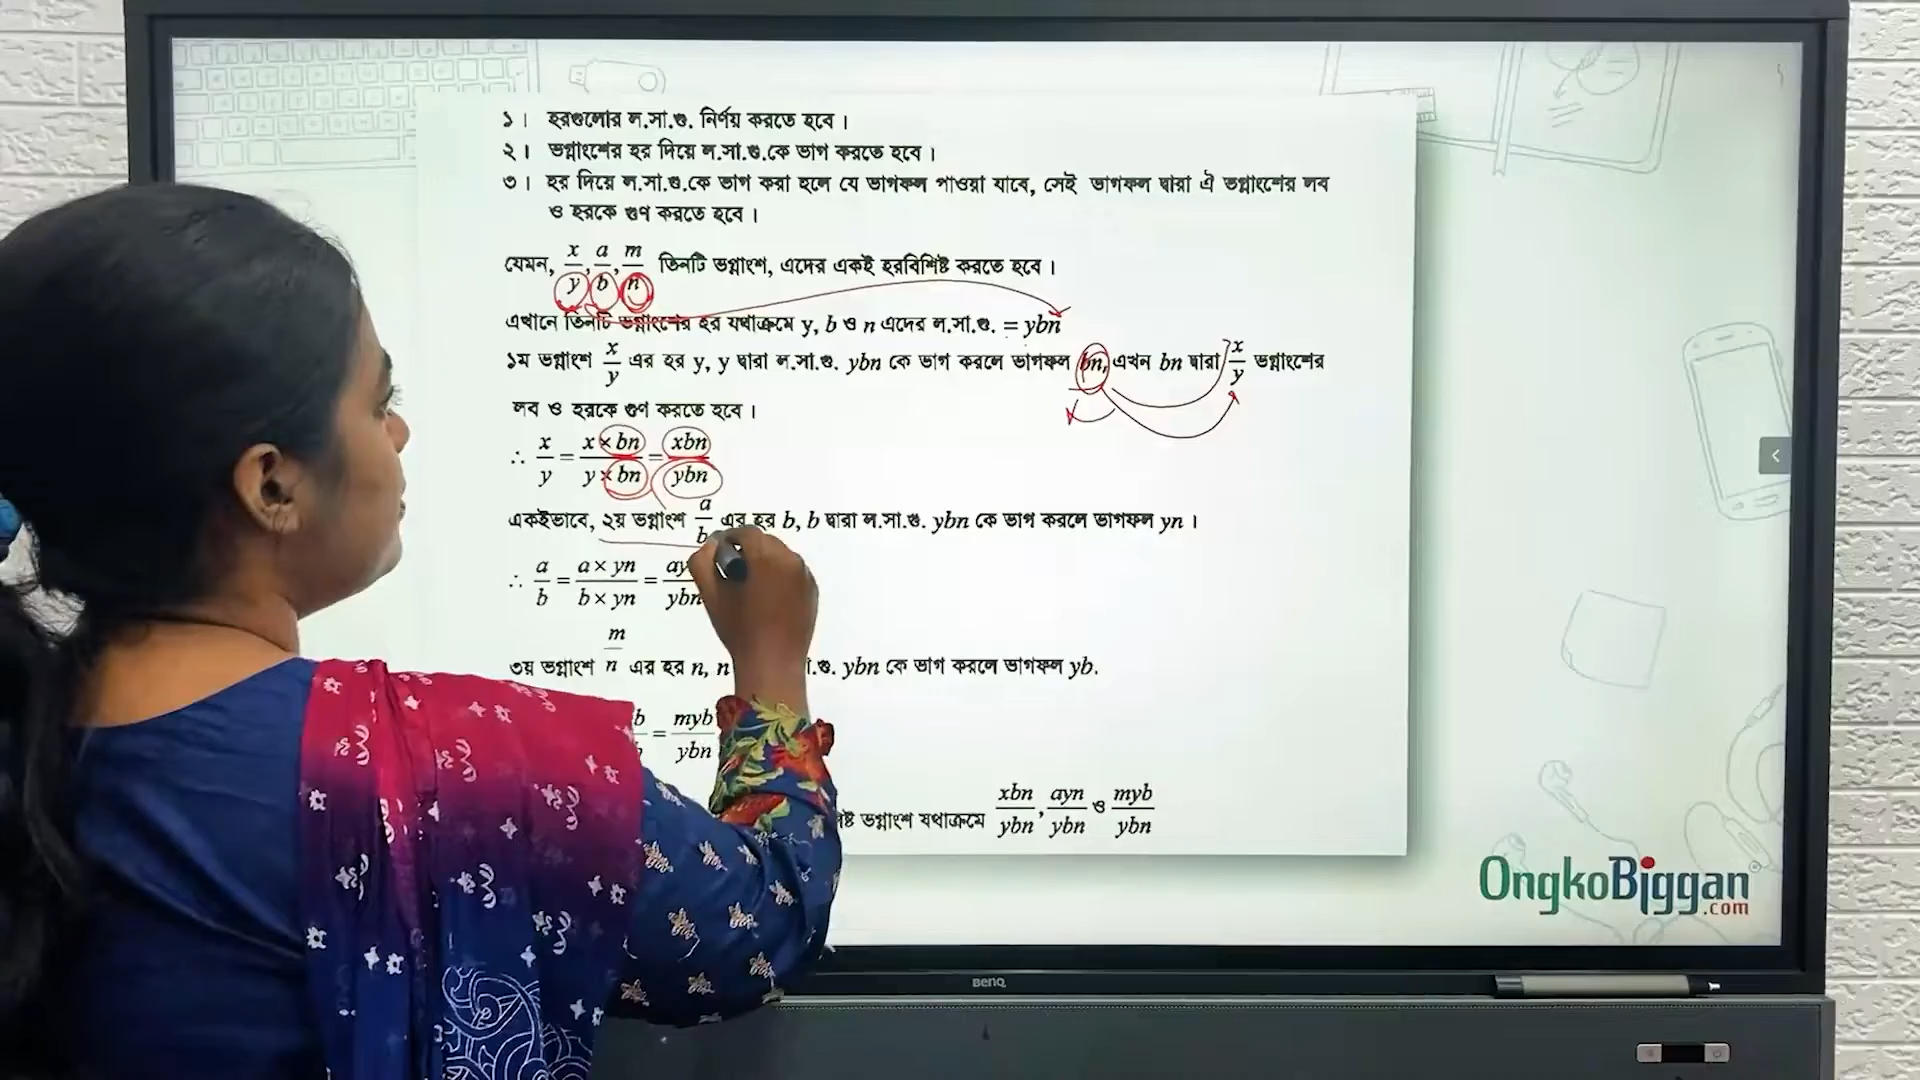 ১। হরগুলোর ল.সা.গু. নির্ণয় করতে হবে।
২। ভগ্নাংশের হর দিয়ে ল.সা.গু.কে ভাগ করতে হবে।
৩। হর দিয়ে ল.সা.গু.কে ভাগ করা হলে যে ভাগফল পাওয়া যাবে, সেই ভাগফল দ্বারা ঐ ভগ্নাংশের লব
ও হরকে গুণ করতে হবে।
যেমন, x/y, a/b, m/n তিনটি ভগ্নাংশ, এদের একই হরবিশিষ্ট করতে হবে।
এখানে তিনটি ভগ্নাংশের হর যথাক্রমে y, b ও n এদের ল.সা.গু. = ybn
১ম ভগ্নাংশ x/y এর হর y, y দ্বারা ল.সা.গু. ybn কে ভাগ করলে ভাগফল bn, এখন bn দ্বারা x/y ভগ্নাংশের
লব ও হরকে গুণ করতে হবে।
∴ x/y = x × bn / y × bn = xbn/ybn
একইভাবে, ২য় ভগ্নাংশ a/b এর হর b, b দ্বারা ল.সা.গু. ybn কে ভাগ করলে ভাগফল yn।
∴ a/b = a × yn / b × yn = ay/ybn
৩য় ভগ্নাংশ m/n এর হর n, n .গু. ybn কে ভাগ করলে ভাগফল yb.
b = myb/ybn
ভগ্নাংশ যথাক্রমে xbn/ybn, ayn/ybn ও myb/ybn
OngkoBiggan
.com
BenQ